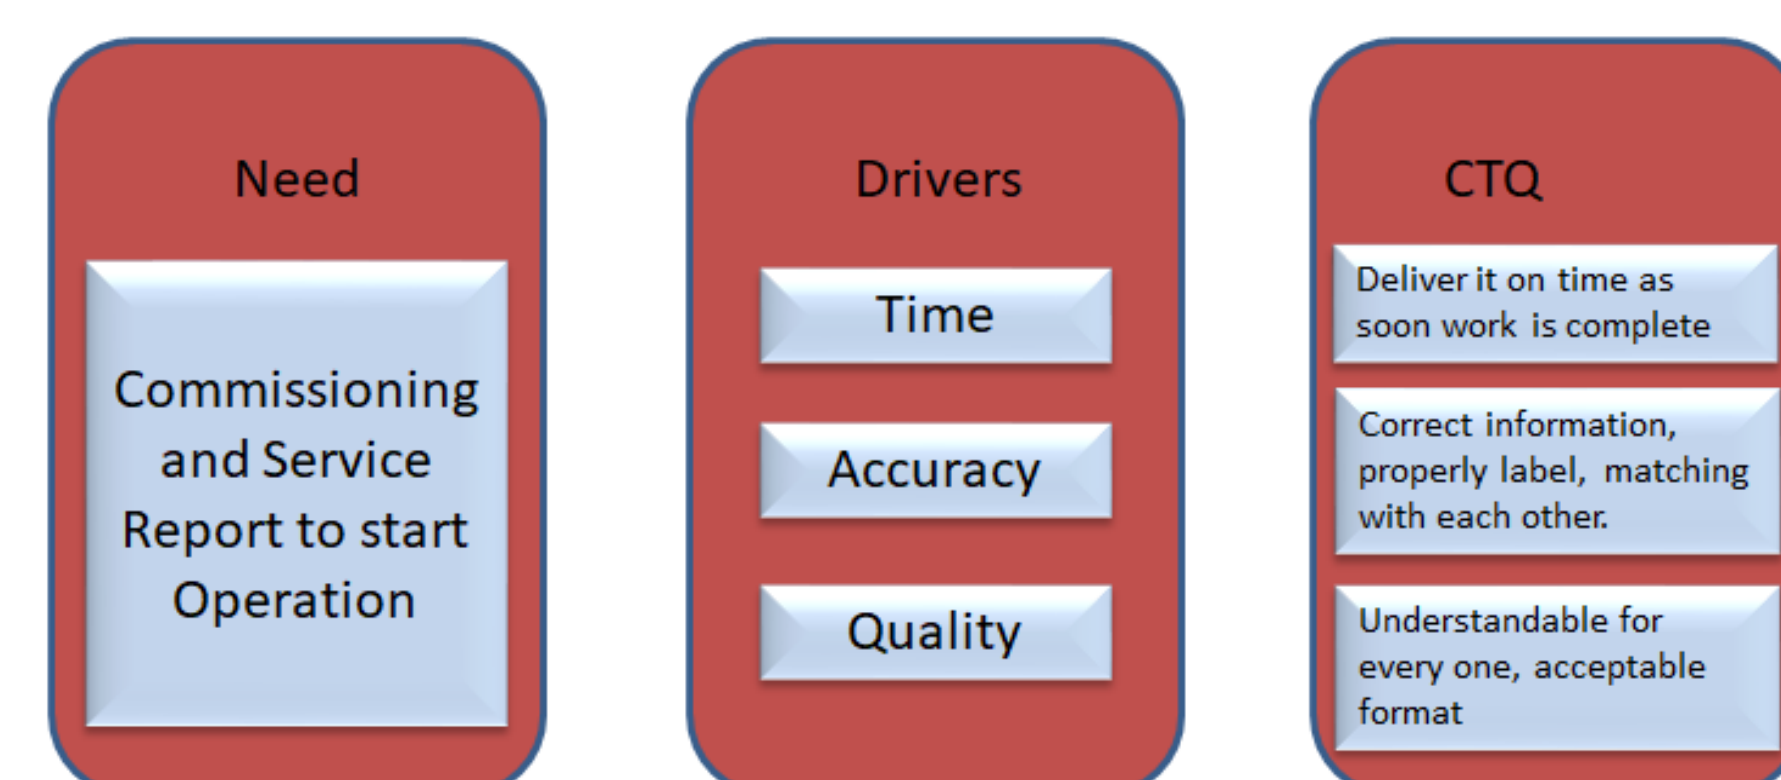 Need
Commissioning
and Service
Report to start
Operation
Drivers
Time
Accuracy
Quality
CTQ
Deliver it on time as
soon work is complete
Correct information,
properly label, matching
with each other.
Understandable for
every one, acceptable
format